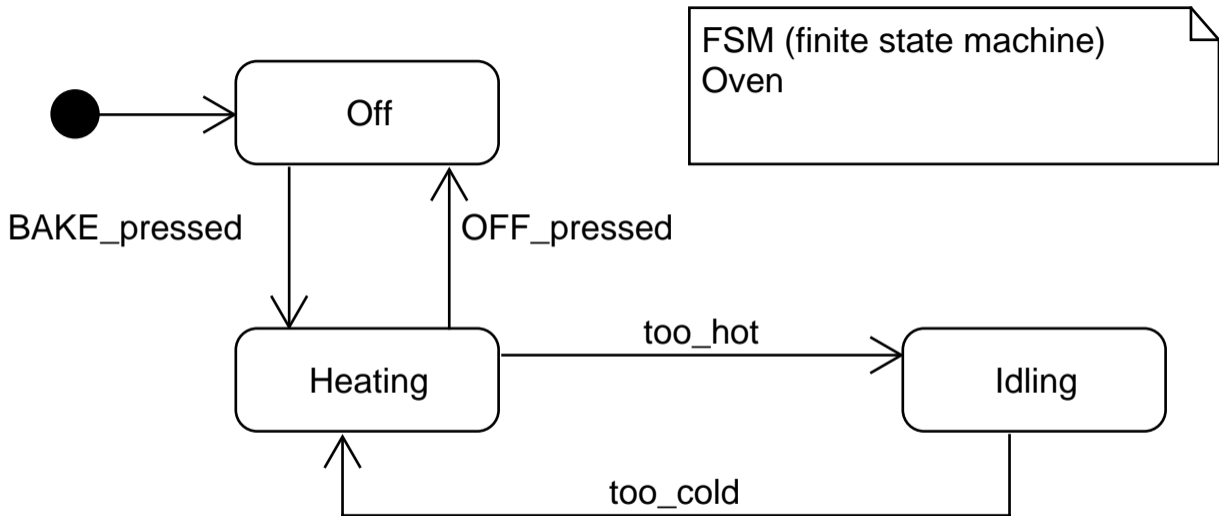 FSM (finite state machine)
Oven
Off
BAKE_pressed
OFF_pressed
too_hot
Heating
Idling
too_cold